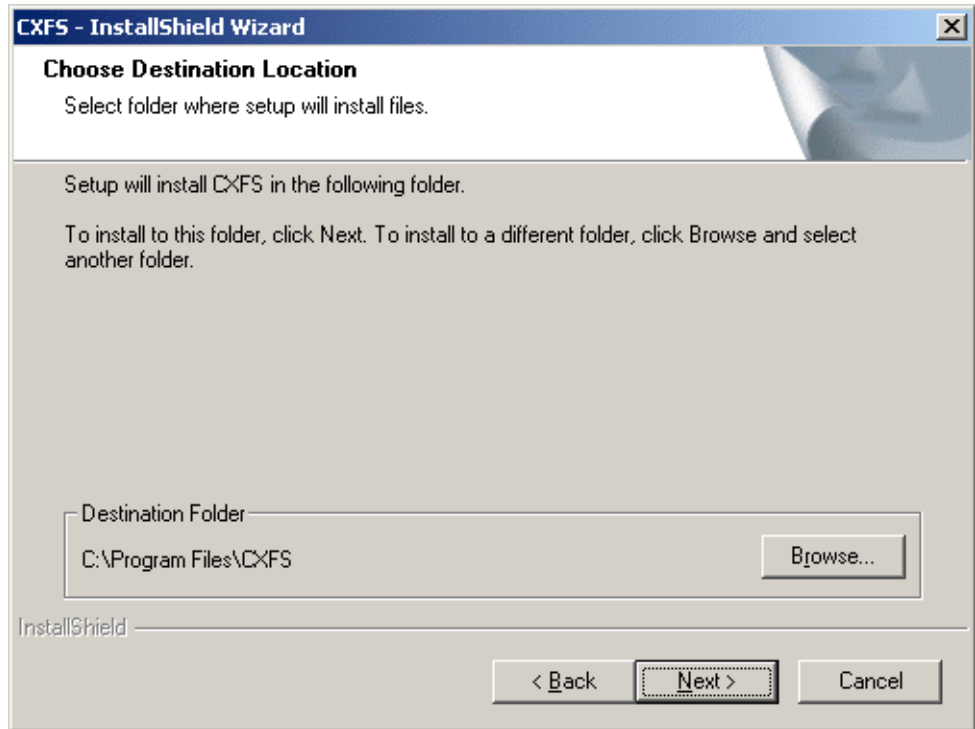 CXFS - InstallShield Wizard
Choose Destination Location
Select folder where setup will install files.
Setup will install CXFS in the following folder.
To install to this folder, click Next. To install to a different folder, click Browse and select
another folder.
Destination Folder
C:\Program Files\CXFS
Browse...
InstallShield
< Back
Next >
Cancel